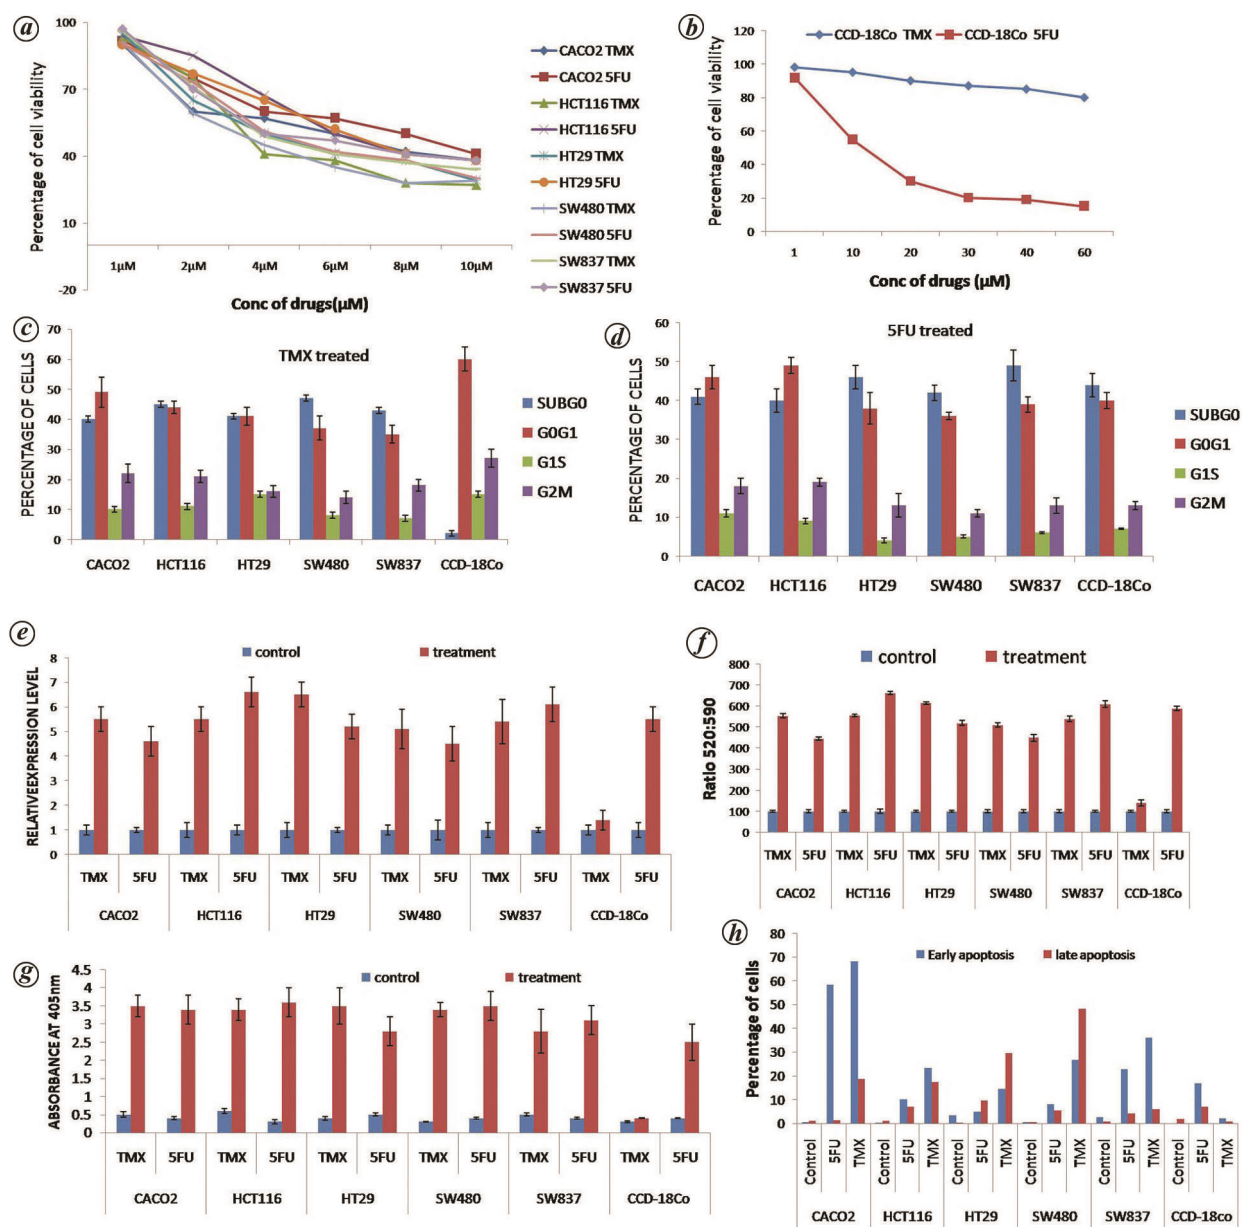 a
100
70
40
10
-20
Percentage of cell viability
1µM 2µM 4µM 6µM 8µM 10µM
Conc of drugs(µM)
CACO2 TMX
CACO2 5FU
HCT116 TMX
HCT116 5FU
HT29 TMX
HT29 5FU
SW480 TMX
SW480 5FU
SW837 TMX
SW837 5FU
b
CCD-18Co TMX CCD-18Co 5FU
120
100
80
60
40
20
0
Percentage of cell viability
1 10 20 30 40 60
Conc of drugs (µM)
c
TMX treated
70
60
50
40
30
20
10
0
PERCENTAGE OF CELLS
CACO2 HCT116 HT29 SW480 SW837 CCD-18Co
SUBG0
G0G1
G1S
G2M
d
5FU treated
60
50
40
30
20
10
0
PERCENTAGE OF CELLS
CACO2 HCT116 HT29 SW480 SW837 CCD-18Co
SUBG0
G0G1
G1S
G2M
e
control treatment
8
7
6
5
4
3
2
1
0
RELATIVEEXPRESSION LEVEL
TMX 5FU TMX 5FU TMX 5FU TMX 5FU TMX 5FU TMX 5FU
CACO2 HCT116 HT29 SW480 SW837 CCD-18Co
f
control treatment
800
700
600
500
400
300
200
100
0
Ratio 520:590
TMX 5FU TMX 5FU TMX 5FU TMX 5FU TMX 5FU TMX 5FU
CACO2 HCT116 HT29 SW480 SW837 CCD-18Co
g
control treatment
4.5
4
3.5
3
2.5
2
1.5
1
0.5
0
ABSORBANCE AT 405nm
TMX 5FU TMX 5FU TMX 5FU TMX 5FU TMX 5FU TMX 5FU
CACO2 HCT116 HT29 SW480 SW837 CCD-18Co
h
Early apoptosis late apoptosis
80
70
60
50
40
30
20
10
0
Percentage of cells
Control 5FU TMX Control 5FU TMX Control 5FU TMX Control 5FU TMX Control 5FU TMX Control 5FU TMX
CACO2 HCT116 HT29 SW480 SW837 CCD-18co